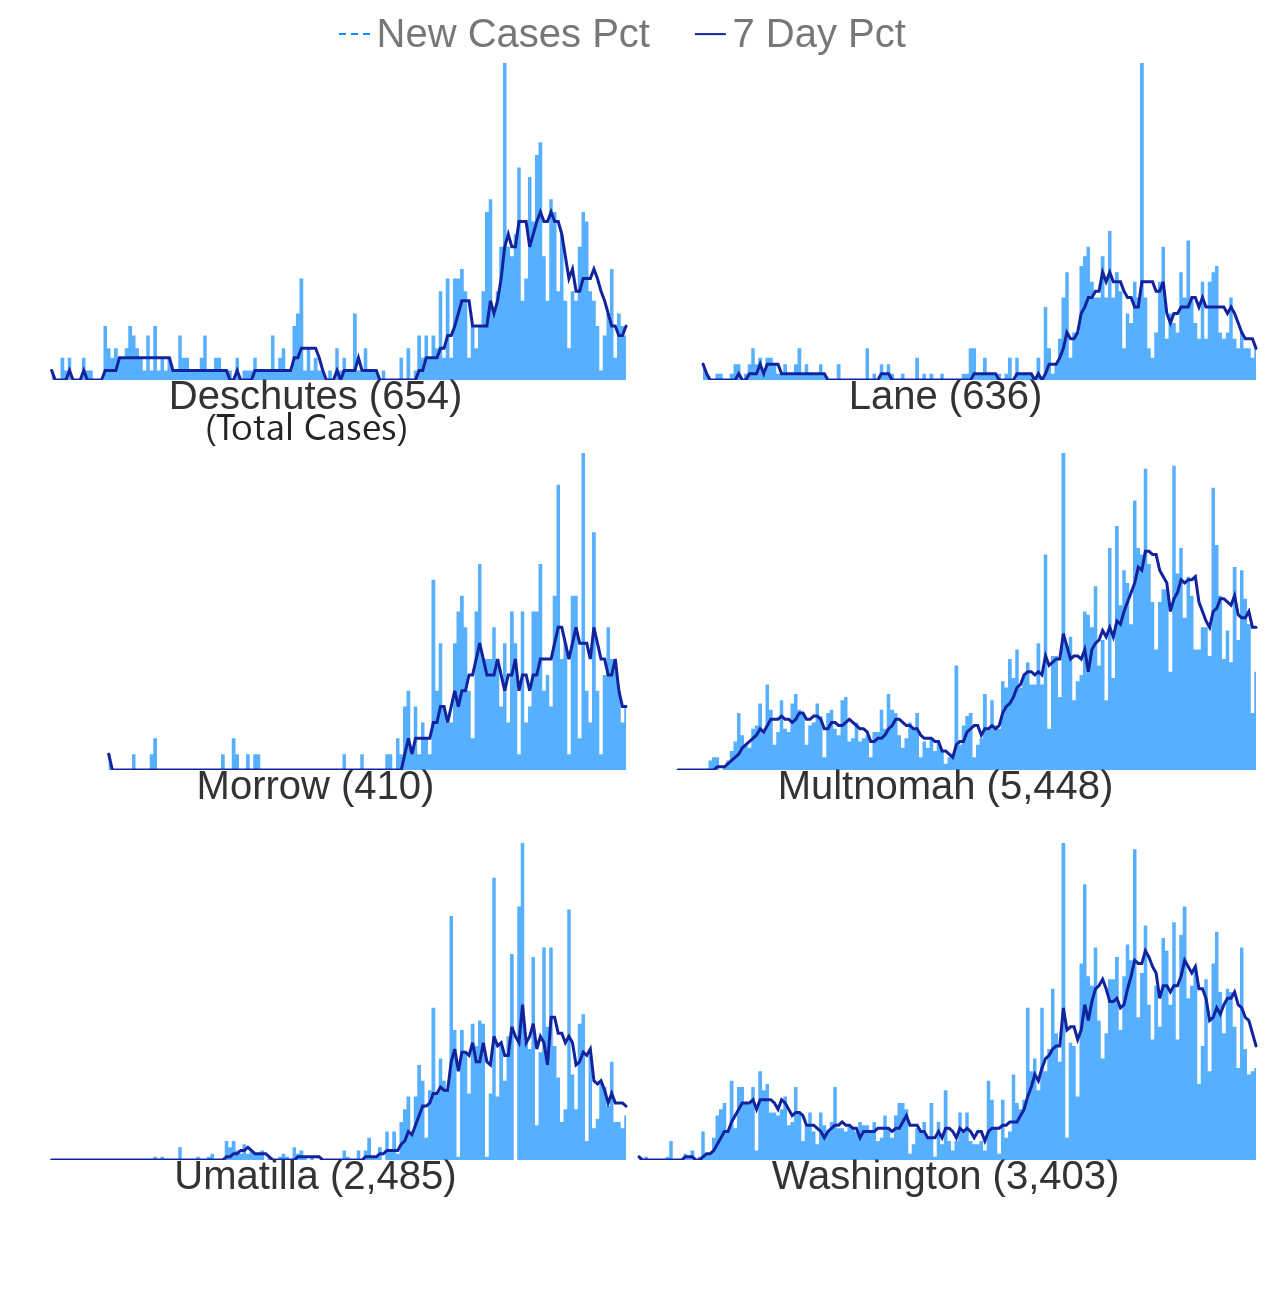 New Cases Pct 7 Day Pct
Deschutes (654) Lane (636)
(Total Cases)
Morrow (410) Multnomah (5,448)
Umatilla (2,485) Washington (3,403)